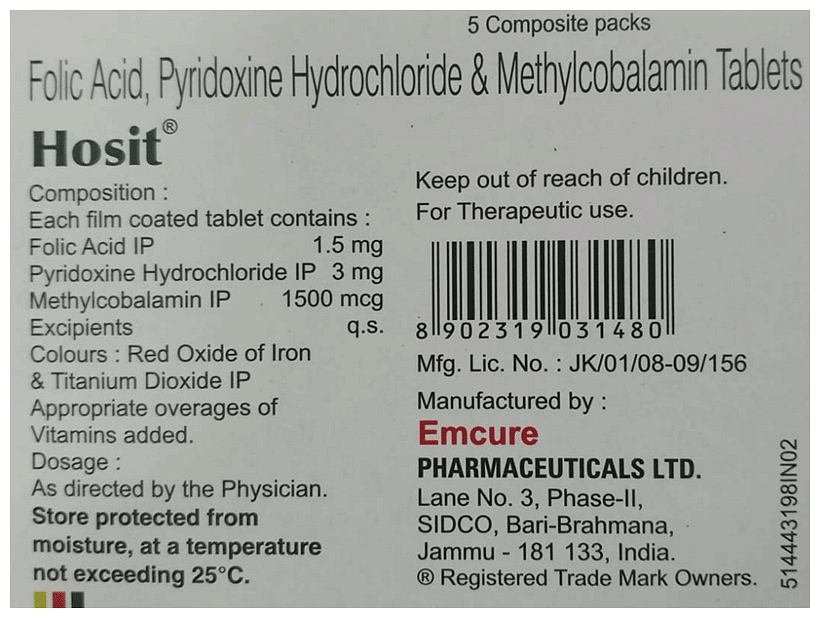 5 Composite packs
Folic Acid, Pyridoxine Hydrochloride & Methylcobalamin Tablets
Hosit®
Composition :
Each film coated tablet contains :
Folic Acid IP 1.5 mg
Pyridoxine Hydrochloride IP 3 mg
Methylcobalamin IP 1500 mcg
Excipients q.s.
Colours : Red Oxide of Iron
& Titanium Dioxide IP
Appropriate overages of
Vitamins added.
Dosage :
As directed by the Physician.
Store protected from
moisture, at a temperature
not exceeding 25°C.
Keep out of reach of children.
For Therapeutic use.
8 902319 031480
Mfg. Lic. No. : JK/01/08-09/156
Manufactured by :
Emcure
PHARMACEUTICALS LTD.
Lane No. 3, Phase-II,
SIDCO, Bari-Brahmana,
Jammu - 181 133, India.
® Registered Trade Mark Owners.
514443198IN02